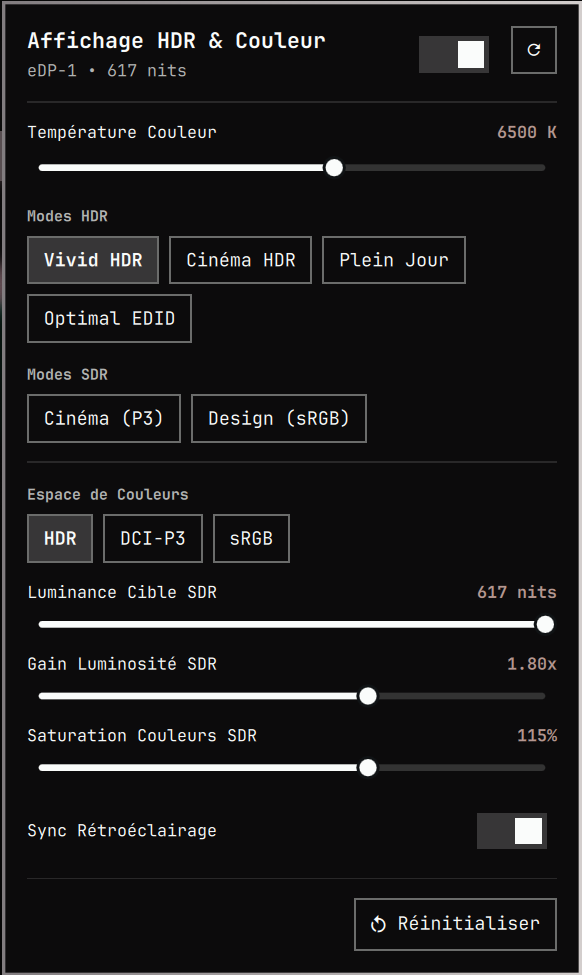 Affichage HDR & Couleur
eDP-1 • 617 nits
Température Couleur 6500 K
Modes HDR
Vivid HDR Cinéma HDR Plein Jour
Optimal EDID
Modes SDR
Cinéma (P3) Design (sRGB)
Espace de Couleurs
HDR DCI-P3 sRGB
Luminance Cible SDR 617 nits
Gain Luminosité SDR 1.80x
Saturation Couleurs SDR 115%
Sync Rétroéclairage
Réinitialiser